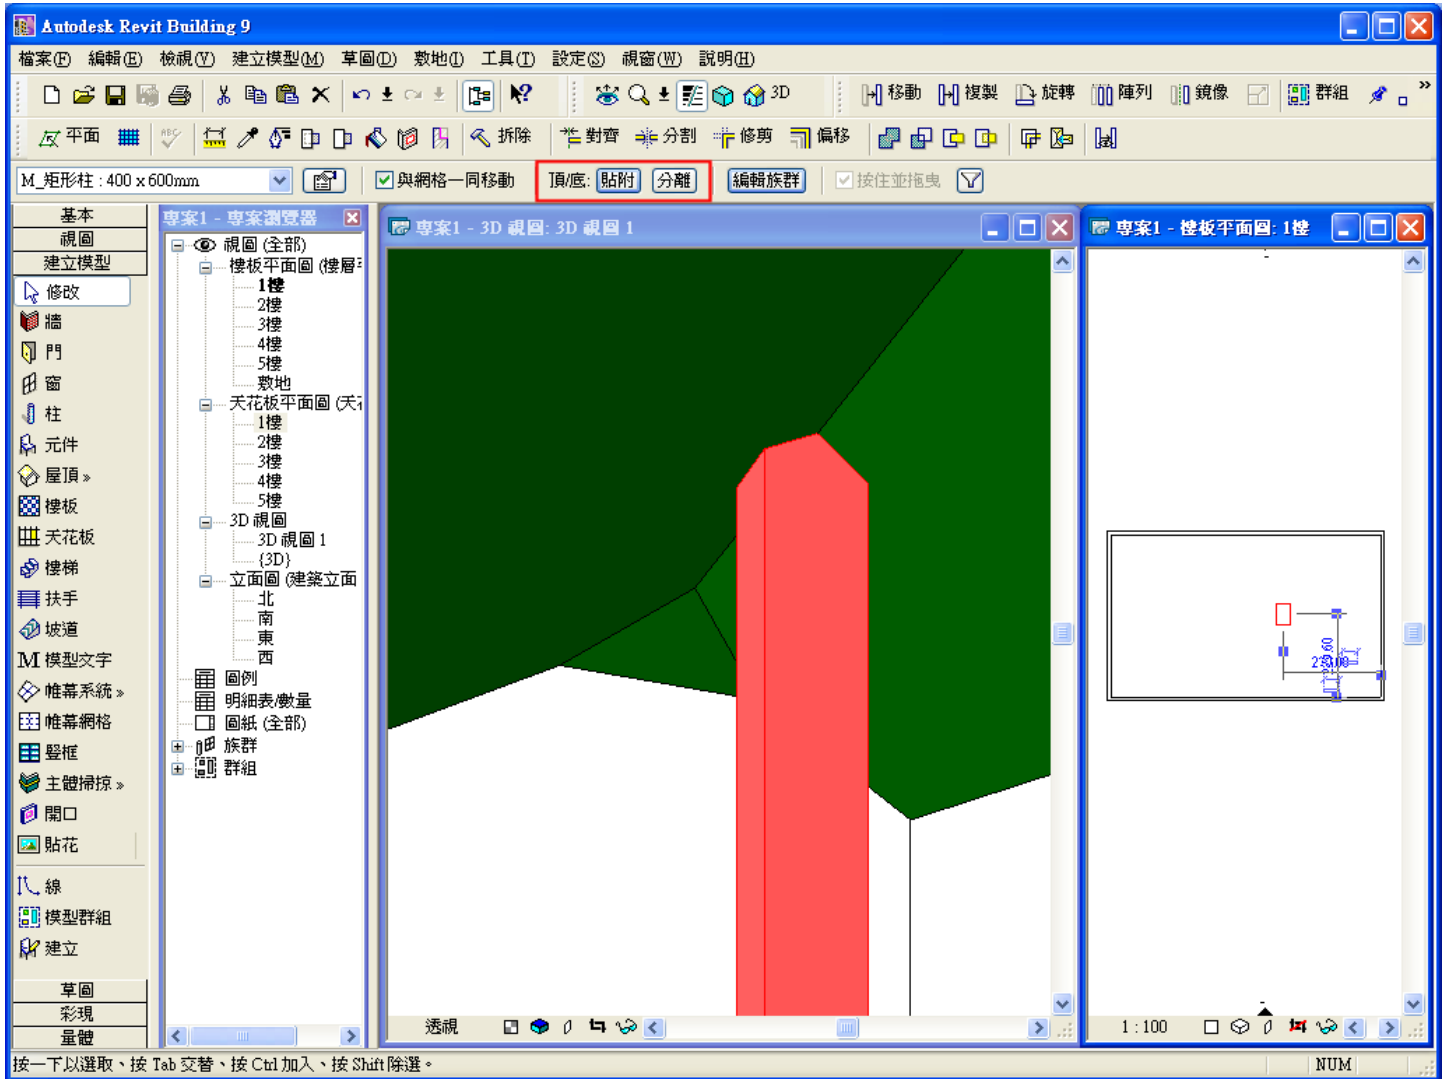 Autodesk Revit Building 9
檔案(F) 編輯(E) 檢視(V) 建立模型(M) 草圖(D) 敷地(I) 工具(T) 設定(S) 視窗(W) 說明(H)
3D 移動 複製 旋轉 陣列 鏡像 群組 »
平面 拆除 對齊 分割 修剪 偏移
M_矩形柱 : 400 x 600mm 與網格一同移動 頂/底: 貼附 分離 編輯族群 按住並拖曳
基本
視圖
建立模型
修改
牆
門
窗
柱
元件
屋頂 »
樓板
天花板
樓梯
扶手
坡道
模型文字
帷幕系統 »
帷幕網格
豎框
主體掃掠 »
開口
貼花
線
模型群組
建立
草圖
彩現
量體
專案1 - 專案瀏覽器
視圖 (全部)
樓板平面圖 (樓層
1樓
2樓
3樓
4樓
5樓
敷地
天花板平面圖 (天
1樓
2樓
3樓
4樓
5樓
3D 視圖
3D 視圖 1
{3D}
立面圖 (建築立面
北
南
東
西
圖例
明細表/數量
圖紙 (全部)
族群
群組
專案1 - 3D 視圖: 3D 視圖 1
透視
專案1 - 樓板平面圖: 1樓
1 : 100
按一下以選取、按 Tab 交替、按 Ctrl 加入、按 Shift 除選。
NUM